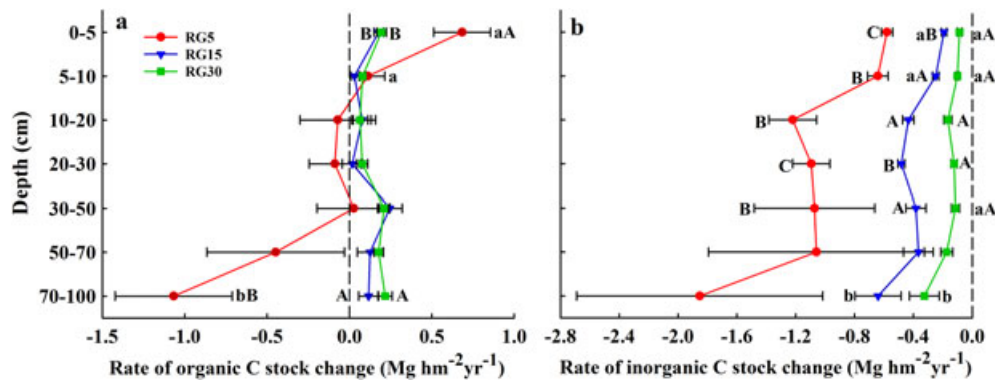 a
b
RG5
RG15
RG30
Depth (cm)
0-5 B B aA C aB aA
5-10 a B aA aA
10-20 B A A
20-30 C B A
30-50 B A aA
50-70
70-100 bB A A b b
-1.5 -1.0 -0.5 0.0 0.5 1.0
-2.8 -2.4 -2.0 -1.6 -1.2 -0.8 -0.4 0.0
Rate of organic C stock change (Mg hm⁻²yr⁻¹)
Rate of inorganic C stock change (Mg hm⁻²yr⁻¹)